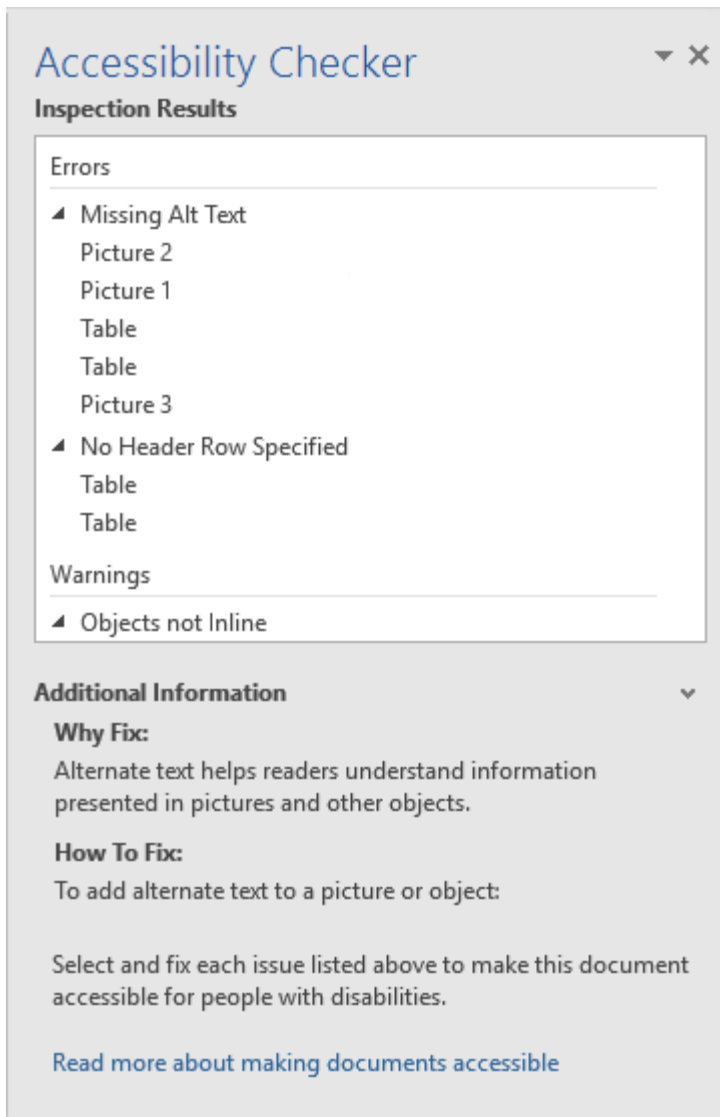 Accessibility Checker
Inspection Results
Errors
Missing Alt Text
Picture 2
Picture 1
Table
Table
Picture 3
No Header Row Specified
Table
Table
Warnings
Objects not Inline
Additional Information
Why Fix:
Alternate text helps readers understand information
presented in pictures and other objects.
How To Fix:
To add alternate text to a picture or object:
Select and fix each issue listed above to make this document
accessible for people with disabilities.
Read more about making documents accessible